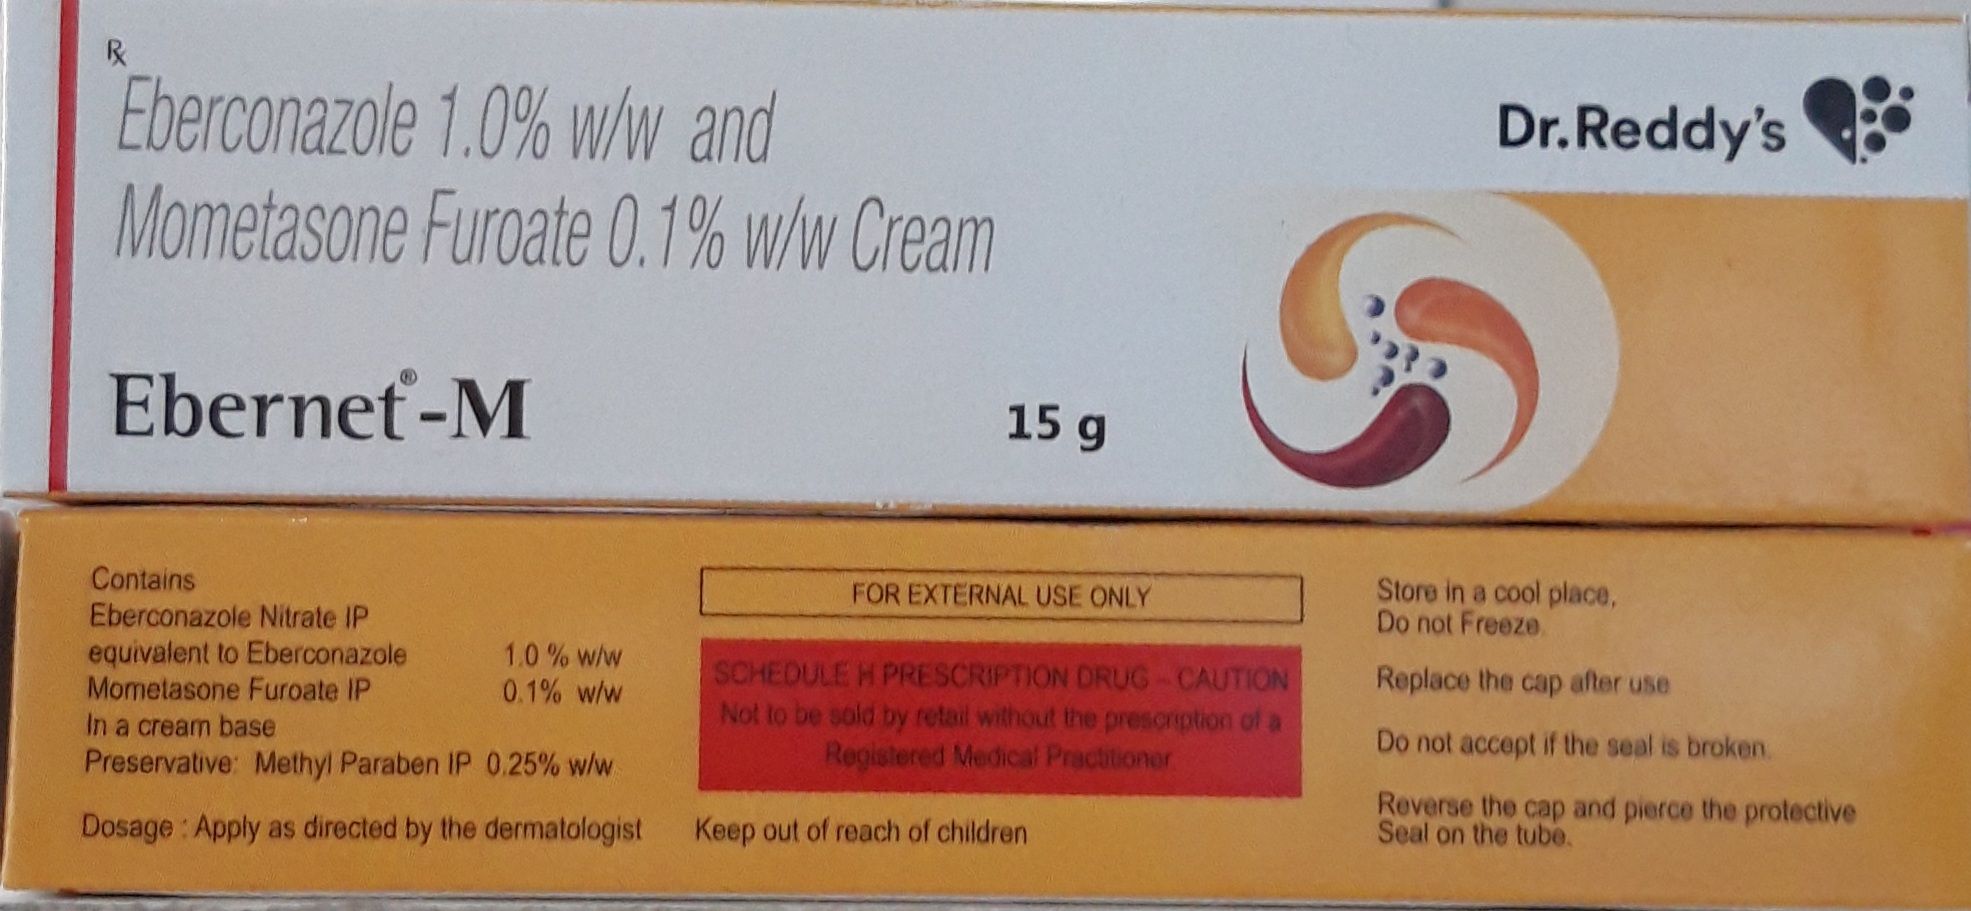 Rx
Eberconazole 1.0% w/w and
Mometasone Furoate 0.1% w/w Cream
Dr.Reddy's
Ebernet®-M
15 g
Contains
Eberconazole Nitrate IP
equivalent to Eberconazole 1.0 % w/w
Mometasone Furoate IP 0.1% w/w
In a cream base
Preservative: Methyl Paraben IP 0.25% w/w
Dosage : Apply as directed by the dermatologist
FOR EXTERNAL USE ONLY
SCHEDULE H PRESCRIPTION DRUG – CAUTION
Not to be sold by retail without the prescription of a
Registered Medical Practitioner.
Keep out of reach of children
Store in a cool place,
Do not Freeze.
Replace the cap after use
Do not accept if the seal is broken.
Reverse the cap and pierce the protective
Seal on the tube.